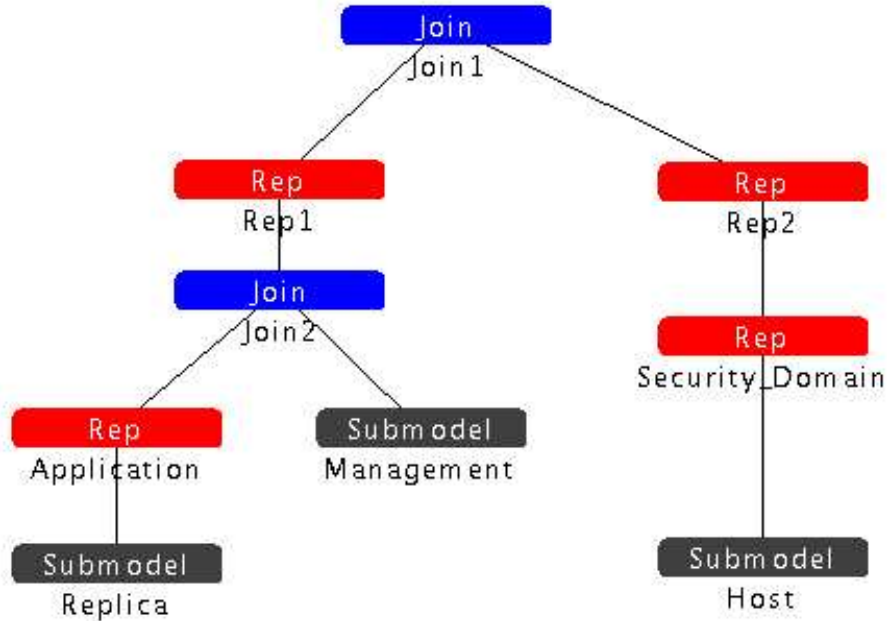 Join
Join1
Rep
Rep
Rep1
Rep2
Join
Join2
Rep
Security_Domain
Rep
Submodel
Application
Management
Submodel
Submodel
Replica
Host